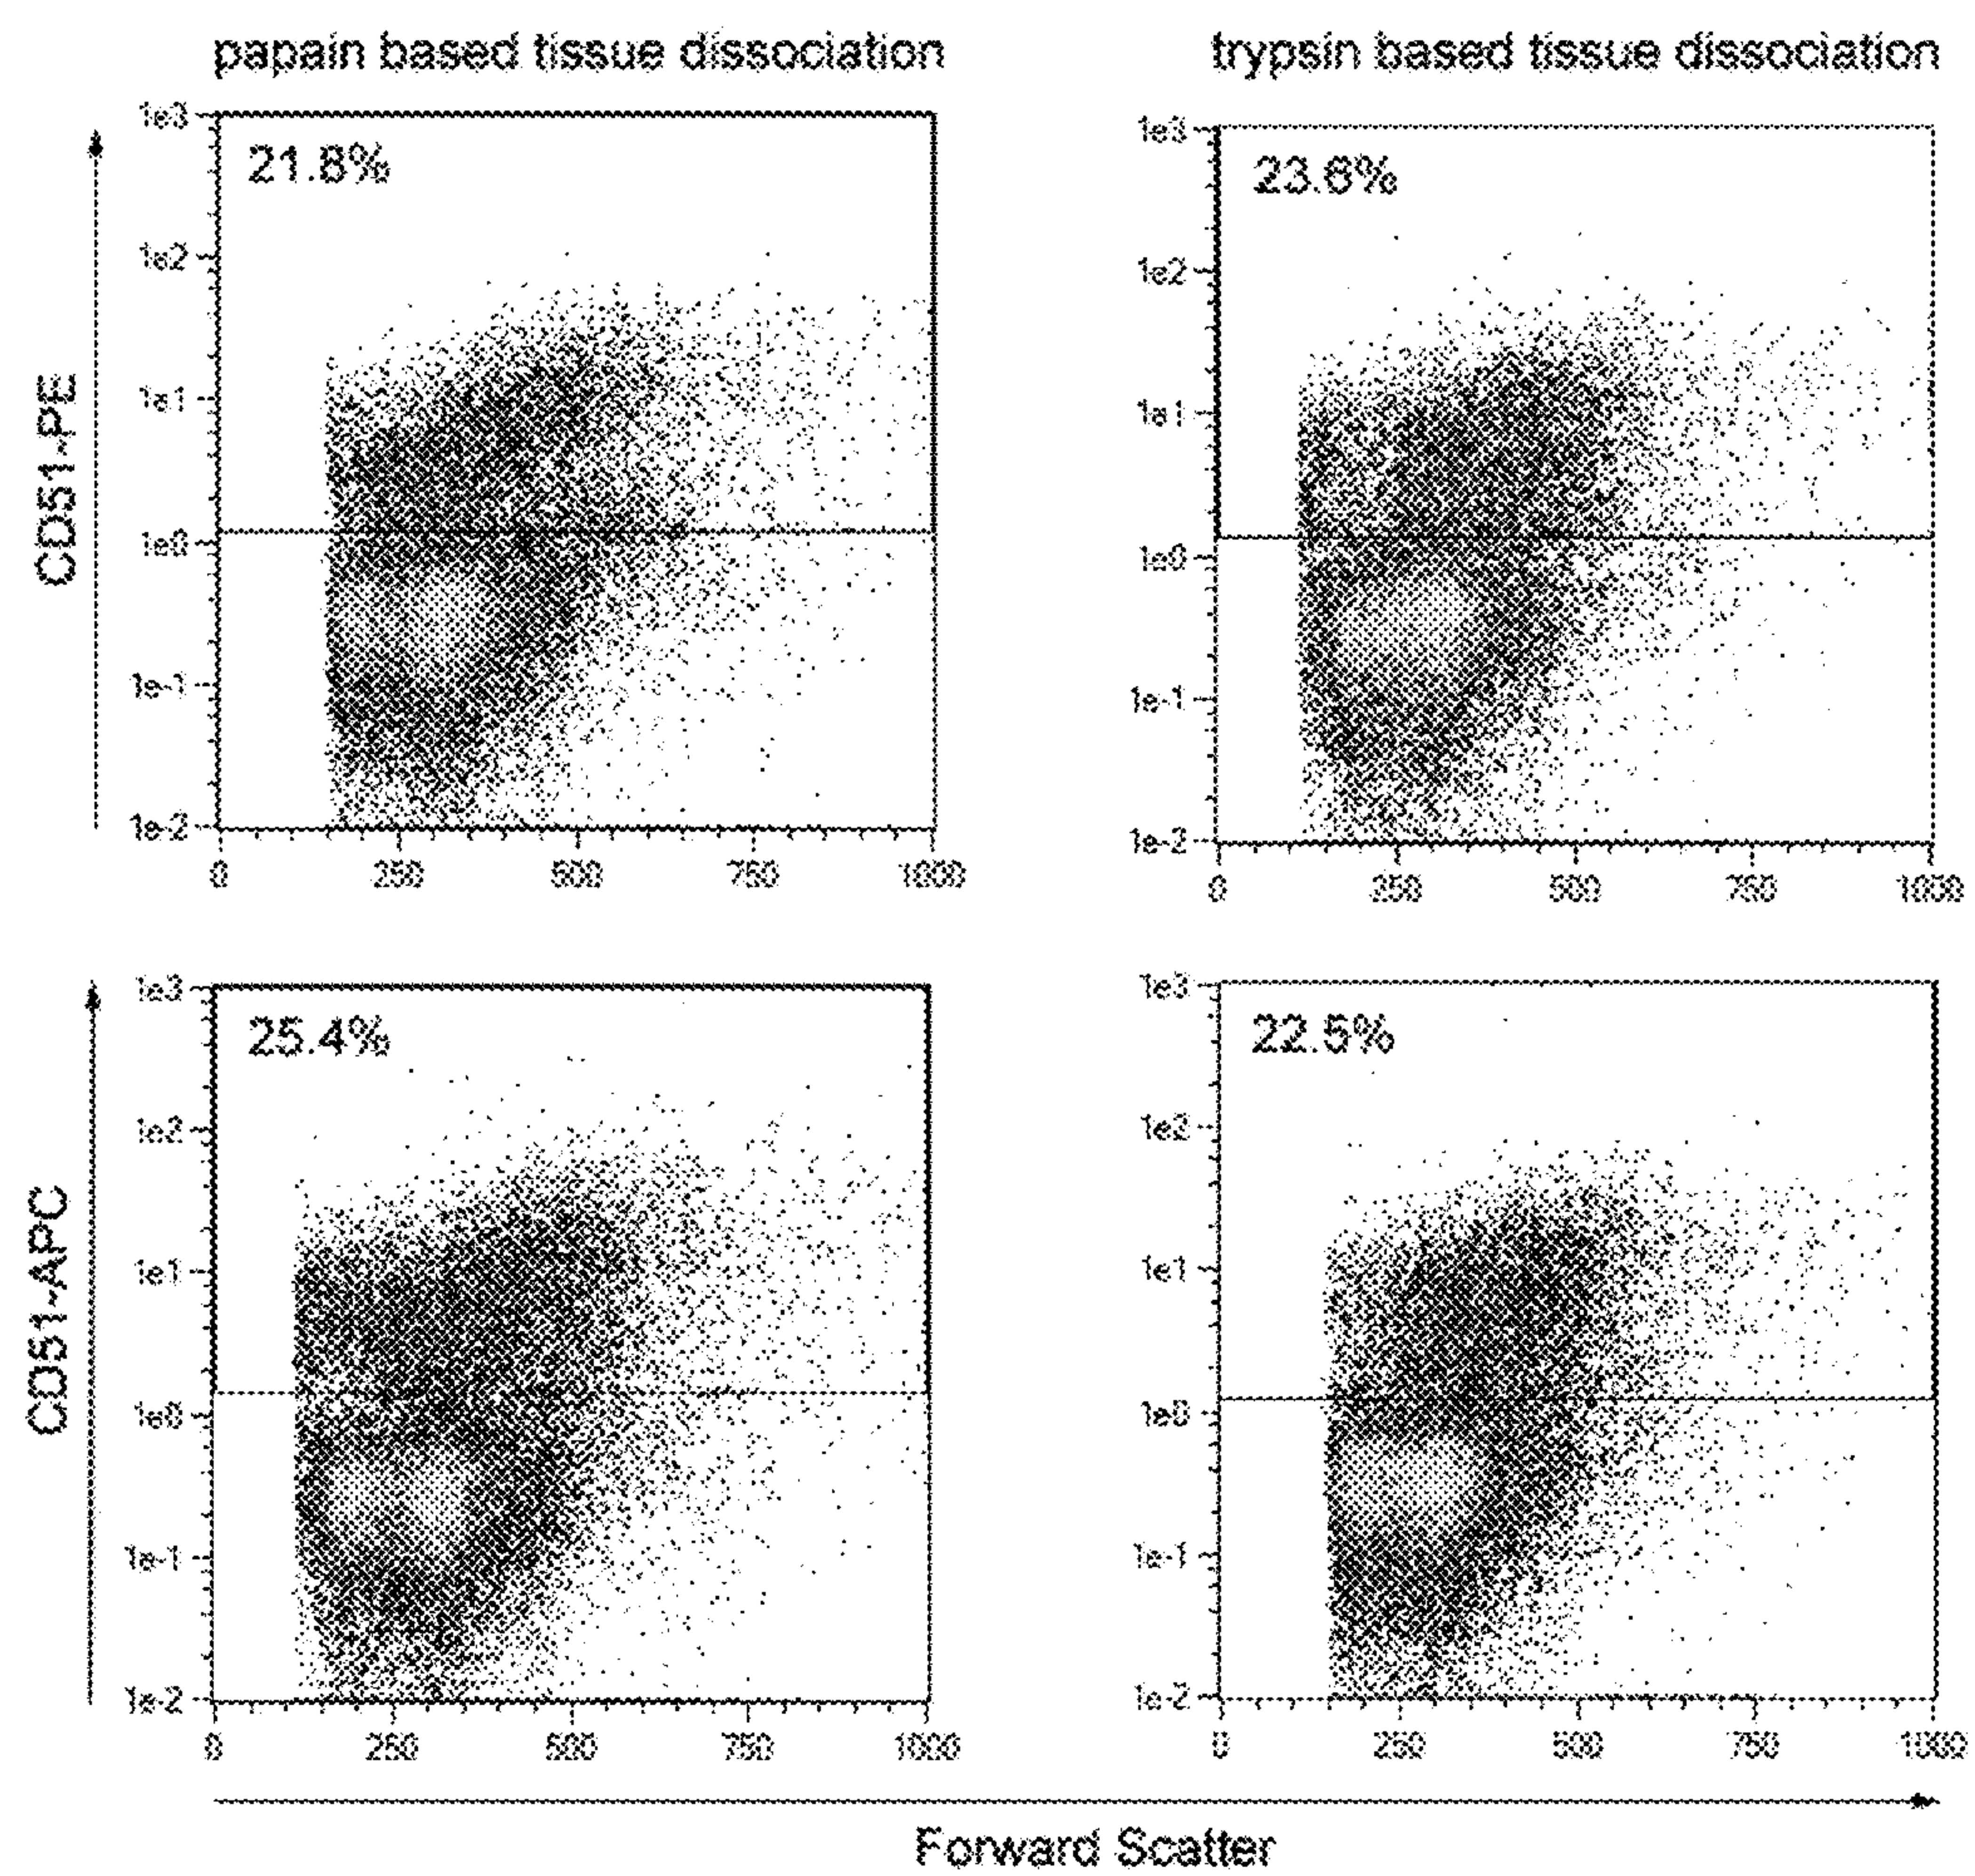 papain based tissue dissociation
trypsin based tissue dissociation
CD51-PE
1e3
1e2
1e1
1e0
1e-1
1e-2
21.8%
0 250 500 750 1000
1e3
1e2
1e1
1e0
1e-1
1e-2
23.6%
0 250 500 750 1000
CD51-APC
1e3
1e2
1e1
1e0
1e-1
1e-2
25.4%
0 250 500 750 1000
1e3
1e2
1e1
1e0
1e-1
1e-2
22.5%
0 250 500 750 1000
Forward Scatter